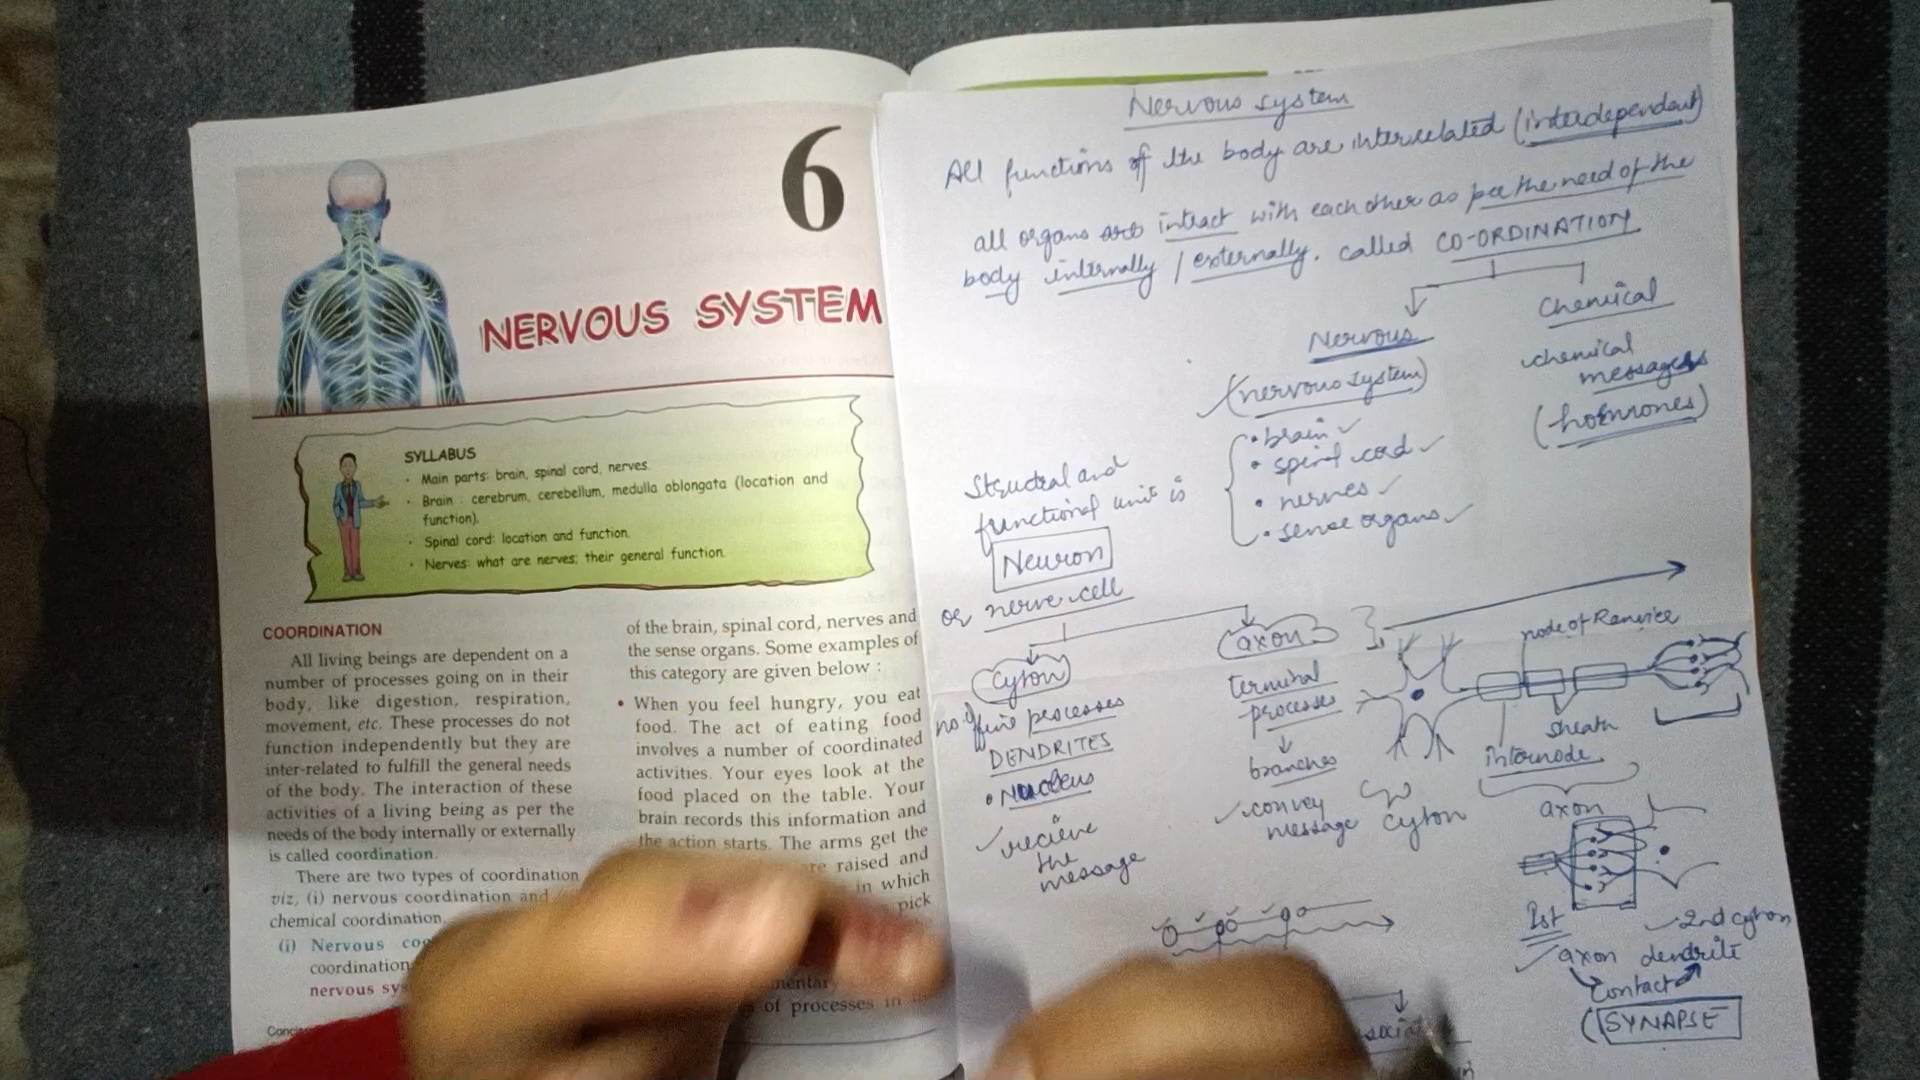 6
NERVOUS SYSTEM
SYLLABUS
• Main parts: brain, spinal cord, nerves.
• Brain : cerebrum, cerebellum, medulla oblongata (location and
function).
• Spinal cord: location and function.
• Nerves: what are nerves; their general function.
COORDINATION
All living beings are dependent on a
number of processes going on in their
body, like digestion, respiration,
movement, etc. These processes do not
function independently but they are
inter-related to fulfill the general needs
of the body. The interaction of these
activities of a living being as per the
needs of the body internally or externally
is called coordination.
There are two types of coordination
viz, (i) nervous coordination and
chemical coordination.
(i) Nervous
coordination
nervous
of the brain, spinal cord, nerves and
the sense organs. Some examples of
this category are given below :
• When you feel hungry, you eat
food. The act of eating food
involves a number of coordinated
activities. Your eyes look at the
food placed on the table. Your
brain records this information and
the action starts. The arms get the
raised and
in which
pick
of processes in
Nervous system
All functions of the body are interrelated (interdependent)
all organs are intract with each other as per the need of the
body internally / externally. called CO-ORDINATION
Nervous
(nervous system)
• brain
• spinal cord
• nerves
• sense organs
Chemical
chemical
messages
(hormones)
Structral and
functional unit is
Neuron
or nerve cell
Cyton
no. of fine processes
DENDRITES
• Nucleus
recieve
the
message
axon
terminal
processes
branches
convey
message
node of Ranvice
sheath
internode
axon
cyton
1st
axon
2nd cyton
dendrite
Contact
(SYNAPSE